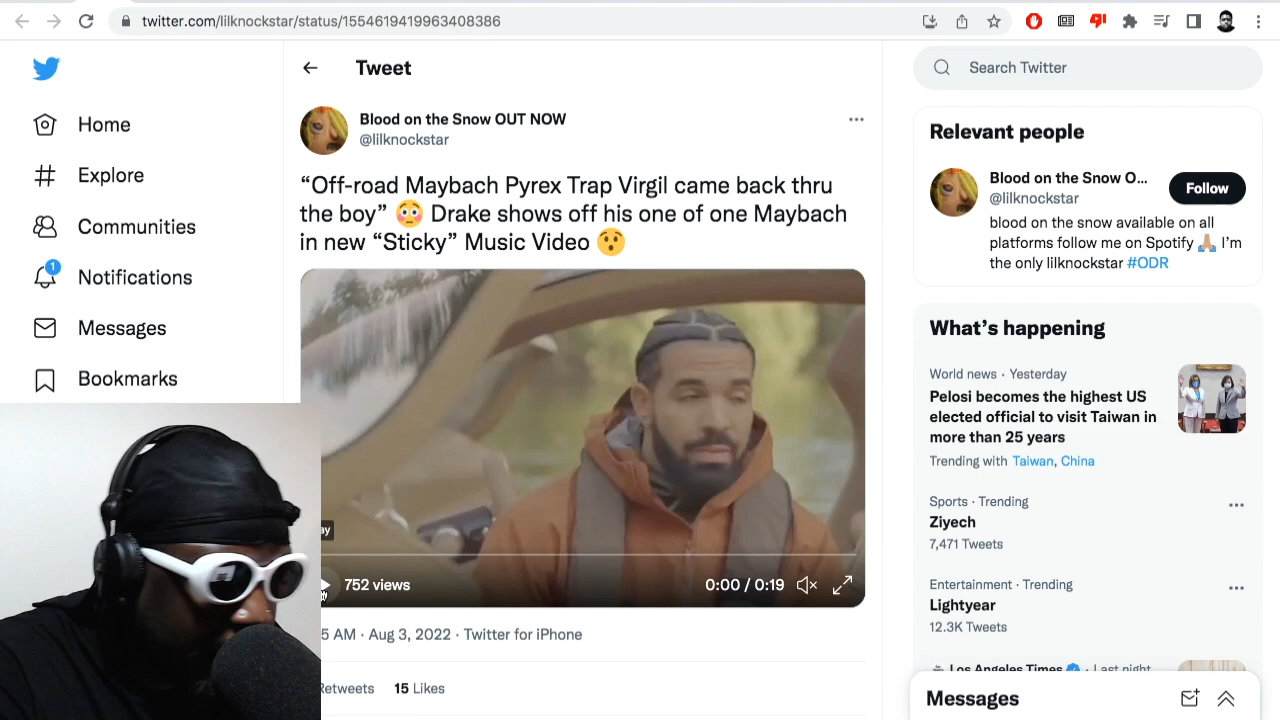 twitter.com/lilknockstar/status/1554619419963408386
Home
Explore
Communities
1
Notifications
Messages
Bookmarks
Tweet
Blood on the Snow OUT NOW
@lilknockstar
“Off-road Maybach Pyrex Trap Virgil came back thru
the boy” 😳 Drake shows off his one of one Maybach
in new “Sticky” Music Video 😯
752 views
0:00 / 0:19
5 AM · Aug 3, 2022 · Twitter for iPhone
Retweets 15 Likes
Search Twitter
Relevant people
Blood on the Snow O...
@lilknockstar
Follow
blood on the snow available on all
platforms follow me on Spotify 🙏🏼 I’m
the only lilknockstar #ODR
What’s happening
World news · Yesterday
Pelosi becomes the highest US
elected official to visit Taiwan in
more than 25 years
Trending with Taiwan, China
Sports · Trending
Ziyech
7,471 Tweets
Entertainment · Trending
Lightyear
12.3K Tweets
Los Angeles Times · Last night
Messages